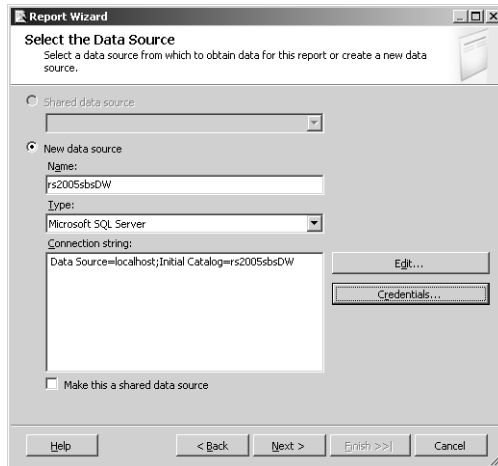 Report Wizard
Select the Data Source
Select a data source from which to obtain data for this report or create a new data
source.
Shared data source
New data source
Name:
rs2005sbsDW
Type:
Microsoft SQL Server
Connection string:
Data Source=localhost;Initial Catalog=rs2005sbsDW
Edit...
Credentials...
Make this a shared data source
Help
< Back
Next >
Finish >>|
Cancel